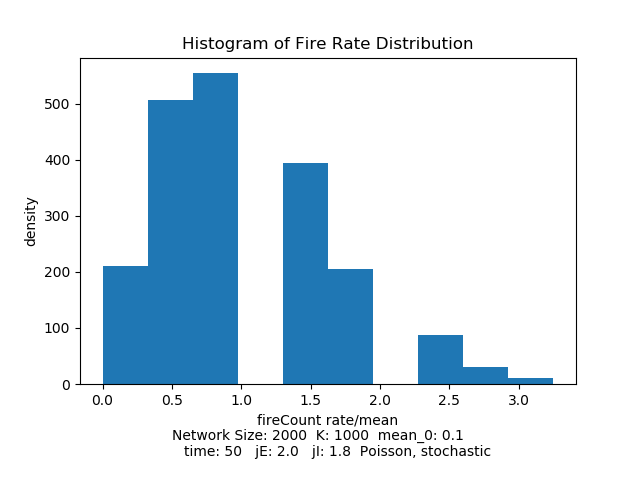 Histogram of Fire Rate Distribution
density
500
400
300
200
100
0
0.0 0.5 1.0 1.5 2.0 2.5 3.0
fireCount rate/mean
Network Size: 2000 K: 1000 mean_0: 0.1
time: 50 jE: 2.0 jI: 1.8 Poisson, stochastic